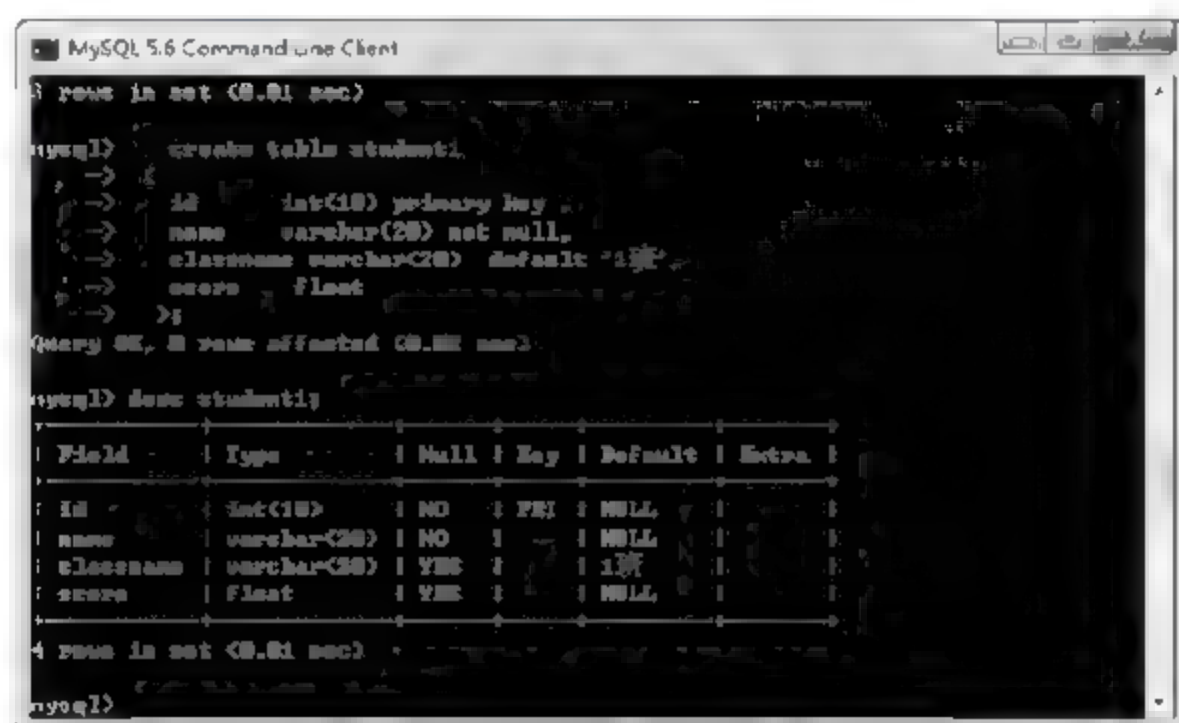 MySQL 5.6 Command Line Client
rows in set (0.01 sec)
mysql> create table student1
-> (
-> id int(10) primary key ,
-> name varchar(20) not null,
-> classname varchar(20) default '1班',
-> score float
-> );
Query OK, 0 rows affected sec)
mysql> desc student1;
| Field | Type | Null | Key | Default | Extra |
| id | int(10) | NO | PRI | NULL | |
| name | varchar(20) | NO | | NULL | |
| classname | varchar(20) | YES | | 1班 | |
| score | float | YES | | NULL | |
4 rows in set (0.01 sec)
mysql>